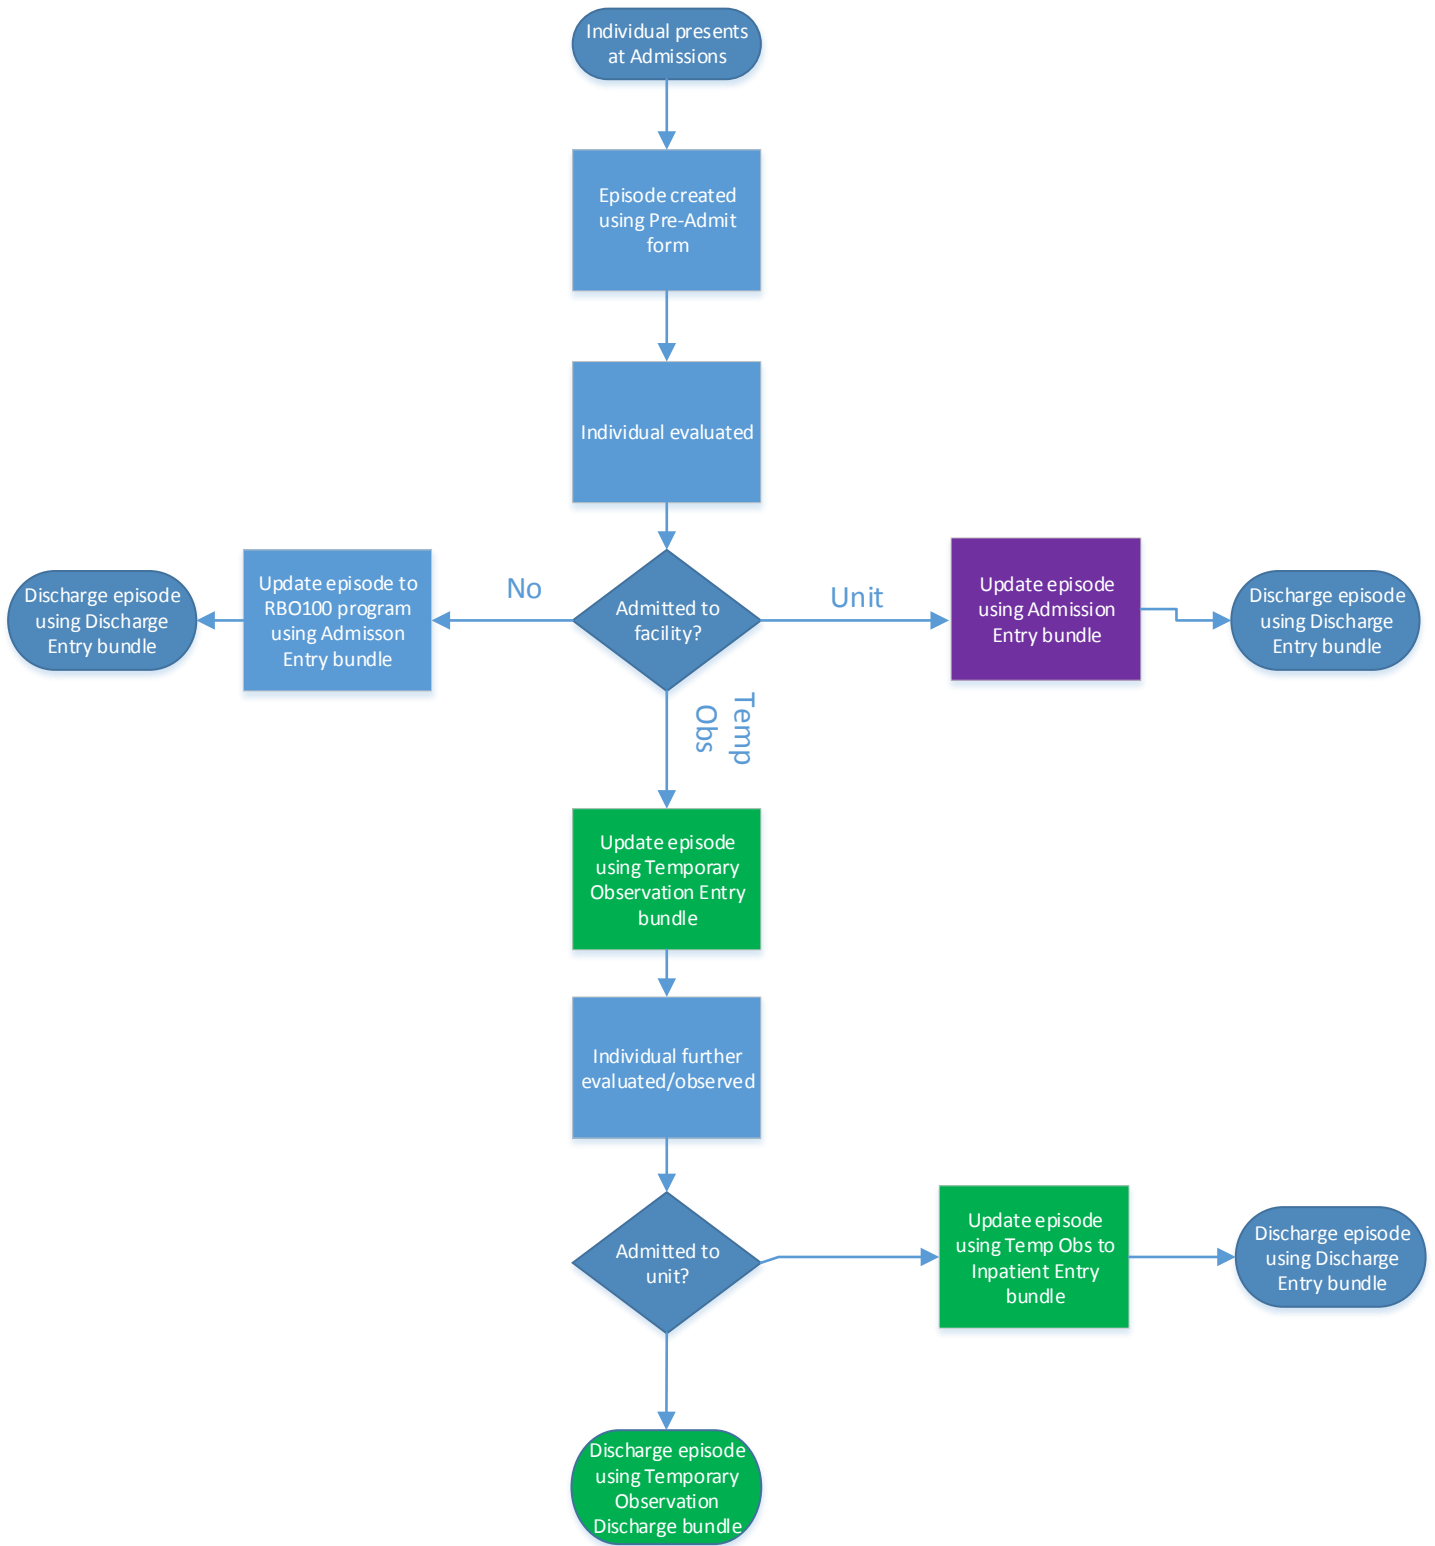 Individual presents
at Admissions
Episode created
using Pre-Admit
form
Individual evaluated
Admitted to
facility?
No
Update episode to
RBO100 program
using Admisson
Entry bundle
Discharge episode
using Discharge
Entry bundle
Unit
Update episode
using Admission
Entry bundle
Discharge episode
using Discharge
Entry bundle
Temp
Obs
Update episode
using Temporary
Observation Entry
bundle
Individual further
evaluated/observed
Admitted to
unit?
Update episode
using Temp Obs to
Inpatient Entry
bundle
Discharge episode
using Discharge
Entry bundle
Discharge episode
using Temporary
Observation
Discharge bundle